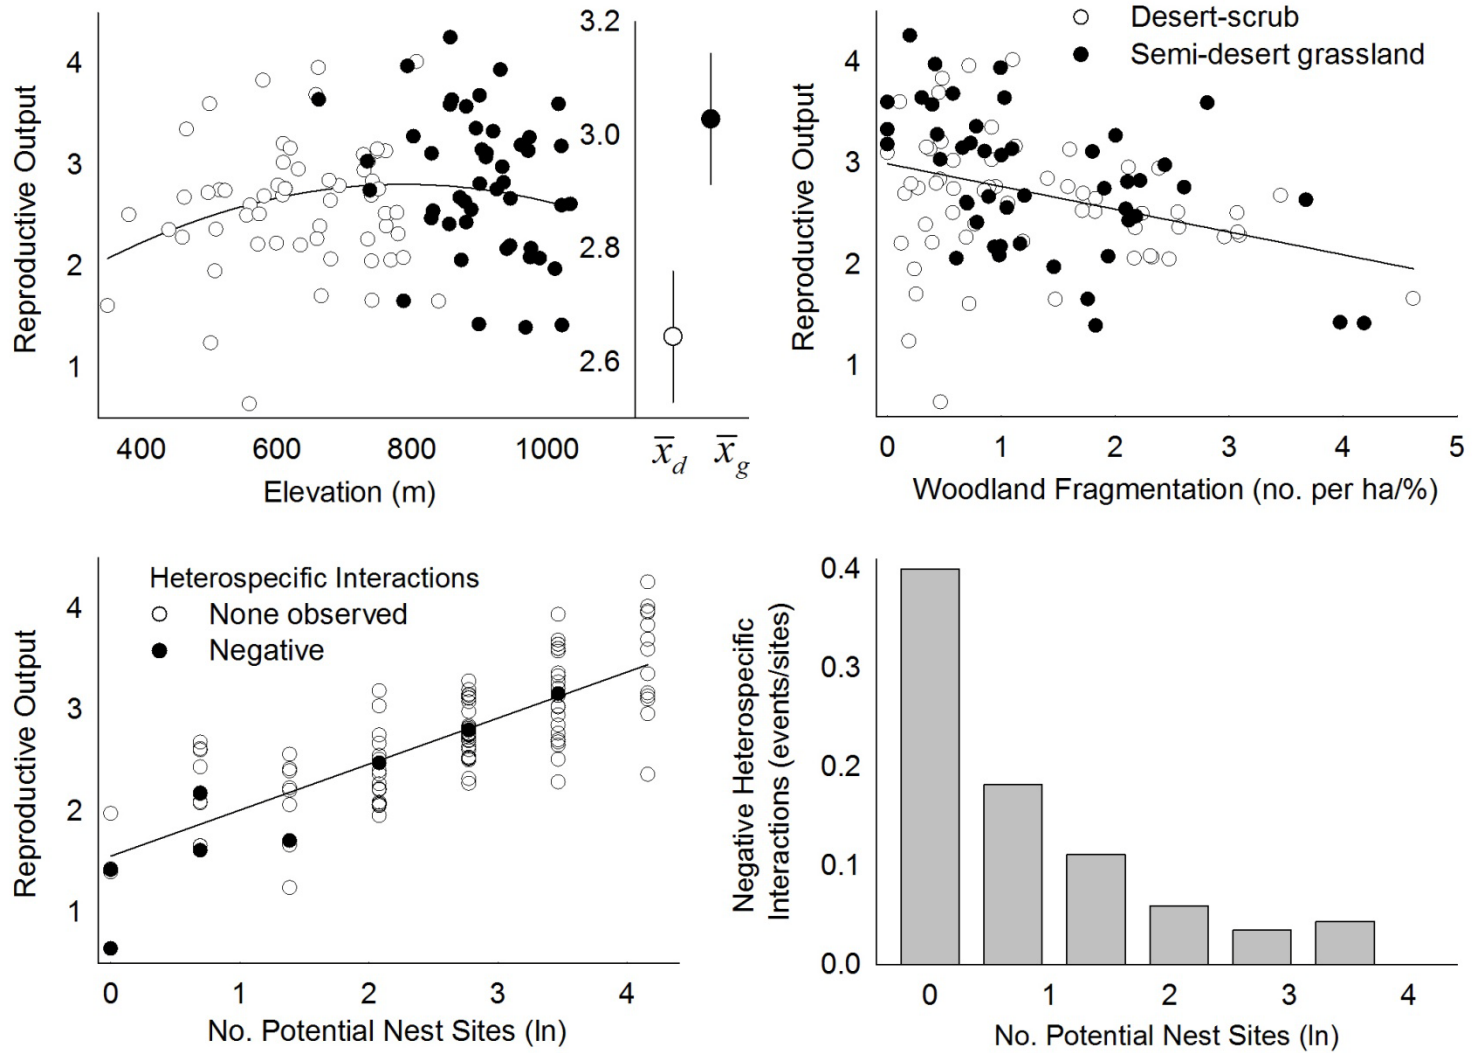 Reproductive Output
4
3
2
1
400
600
800
1000
Elevation (m)
3.2
3.0
2.8
2.6
x̅d
x̅g
Desert-scrub
Semi-desert grassland
Reproductive Output
4
3
2
1
0
1
2
3
4
5
Woodland Fragmentation (no. per ha/%)
Heterospecific Interactions
None observed
Negative
Reproductive Output
4
3
2
1
0
1
2
3
4
No. Potential Nest Sites (ln)
Negative Heterospecific
Interactions (events/sites)
0.4
0.3
0.2
0.1
0.0
0
1
2
3
4
No. Potential Nest Sites (ln)